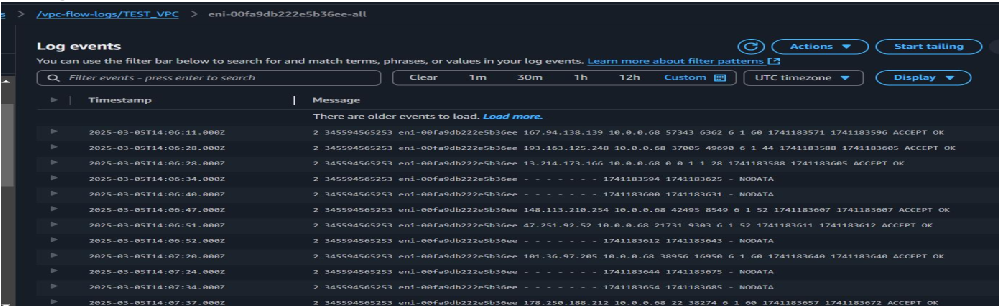 s > /vpc-flow-logs/TEST_VPC > eni-00fa9db222e5b36ee-all
Log events
Actions Start tailing
You can use the filter bar below to search for and match terms, phrases, or values in your log events. Learn more about filter patterns
Filter events - press enter to search Clear 1m 30m 1h 12h Custom UTC timezone Display
Timestamp Message
There are older events to load. Load more.
2025-03-05T14:06:11.000Z 2 345594565253 eni-00fa9db222e5b36ee 167.94.138.139 10.0.0.68 57343 6362 6 1 60 1741183571 1741183596 ACCEPT OK
2025-03-05T14:06:28.000Z 2 345594565253 eni-00fa9db222e5b36ee 193.163.125.248 10.0.0.68 37005 49690 6 1 44 1741183588 1741183605 ACCEPT OK
2025-03-05T14:06:28.000Z 2 345594565253 eni-00fa9db222e5b36ee 13.214.173.166 10.0.0.68 0 0 1 1 28 1741183588 1741183605 ACCEPT OK
2025-03-05T14:06:34.000Z 2 345594565253 eni-00fa9db222e5b36ee - - - - - - - 1741183594 1741183625 - NODATA
2025-03-05T14:06:40.000Z 2 345594565253 eni-00fa9db222e5b36ee - - - - - - - 1741183600 1741183631 - NODATA
2025-03-05T14:06:47.000Z 2 345594565253 eni-00fa9db222e5b36ee 148.113.210.254 10.0.0.68 42495 8549 6 1 52 1741183607 1741183607 ACCEPT OK
2025-03-05T14:06:51.000Z 2 345594565253 eni-00fa9db222e5b36ee 47.251.92.52 10.0.0.68 21731 9303 6 1 52 1741183611 1741183612 ACCEPT OK
2025-03-05T14:06:52.000Z 2 345594565253 eni-00fa9db222e5b36ee - - - - - - - 1741183612 1741183643 - NODATA
2025-03-05T14:07:20.000Z 2 345594565253 eni-00fa9db222e5b36ee 101.36.97.205 10.0.0.68 38956 16950 6 1 60 1741183640 1741183640 ACCEPT OK
2025-03-05T14:07:24.000Z 2 345594565253 eni-00fa9db222e5b36ee - - - - - - - 1741183644 1741183675 - NODATA
2025-03-05T14:07:34.000Z 2 345594565253 eni-00fa9db222e5b36ee - - - - - - - 1741183654 1741183685 - NODATA
2025-03-05T14:07:37.000Z 2 345594565253 eni-00fa9db222e5b36ee 178.250.188.212 10.0.0.68 22 38274 6 1 60 1741183657 1741183672 ACCEPT OK